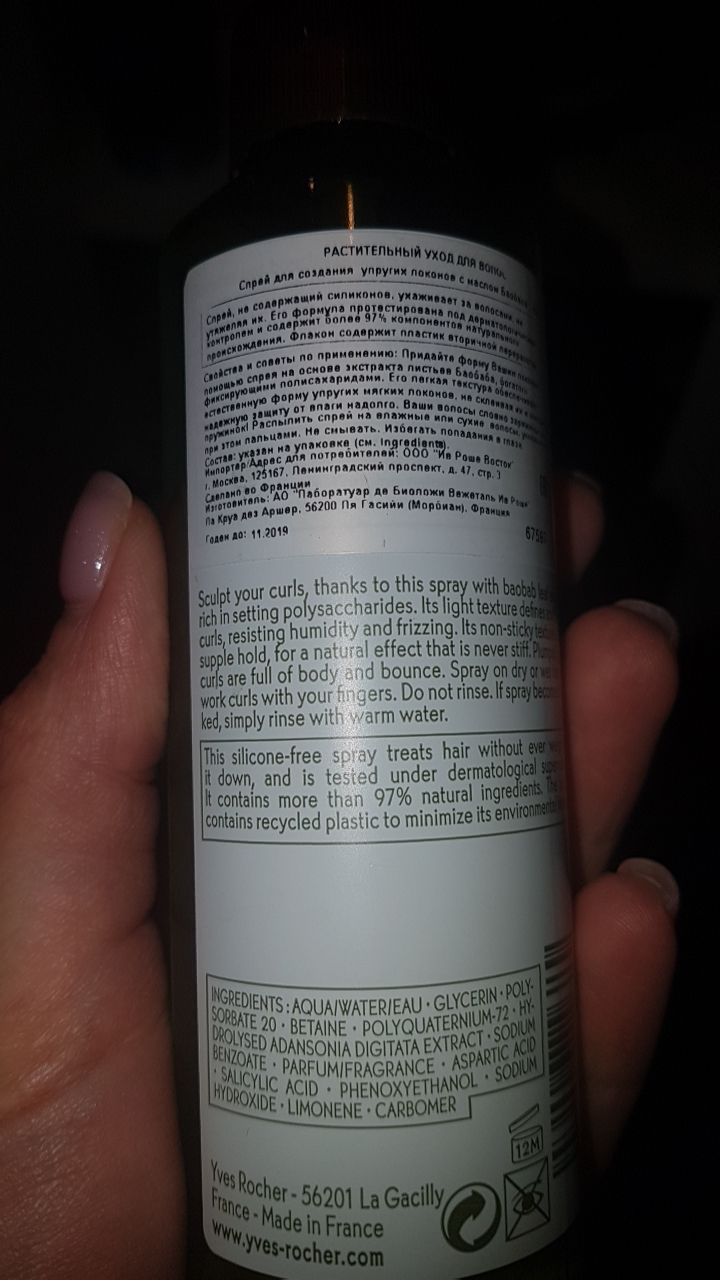 РАСТИТЕЛЬНЫЙ УХОД ДЛЯ
Спрей для создания упругих локонов с маслом баобаба
Спрей, не содержащий силиконов, ухаживает за волосами, не
утяжеляя их. Его формула протестирована под
контролем и содержит более 97% компонентов натурального
происхождения. Флакон содержит пластик вторичной
Свойства и советы по применению: Придайте форму Вашим
помощью спрея на основе экстракта листьев Баобаба,
фиксирующими полисахаридами. Его легкая текстура
естественную форму упругих мягких локонов, не склеивая их и
надежную защиту от влаги надолго. Ваши волосы словно
пружинок! Распылить спрей на влажные или сухие волосы,
при этом пальцами. Не смывать. Избегать попадания в глаза.
Состав: указан на упаковке (см. Ingredients).
Импортер/Адрес для потребителей: ООО "Ив Роше Восток"
г. Москва, 125167, Ленинградский проспект, д. 47, стр. 3
Сделано во Франции
Изготовитель: АО "Лаборатуар де Биоложи Вежеталь Ив Роше"
Ла Круа дез Аршер, 56200 Ля Гасийи (Морбиан), Франция
Годен до: 11.2019
Sculpt your curls, thanks to this spray with baobab
rich in setting polysaccharides. Its light texture defines
curls, resisting humidity and frizzing. Its non-sticky
supple hold, for a natural effect that is never stiff.
curls are full of body and bounce. Spray on dry or
work curls with your fingers. Do not rinse. If spray
ked, simply rinse with warm water.
This silicone-free spray treats hair without ever
it down, and is tested under dermatological
It contains more than 97% natural ingredients.
contains recycled plastic to minimize its
INGREDIENTS : AQUA/WATER/EAU · GLYCERIN · POLY-
SORBATE 20 · BETAINE · POLYQUATERNIUM-72 · HY-
DROLYSED ADANSONIA DIGITATA EXTRACT · SODIUM
BENZOATE · PARFUM/FRAGRANCE · ASPARTIC ACID
· SALICYLIC ACID · PHENOXYETHANOL · SODIUM
HYDROXIDE · LIMONENE · CARBOMER
12M
Yves Rocher - 56201 La Gacilly
France - Made in France
www.yves-rocher.com